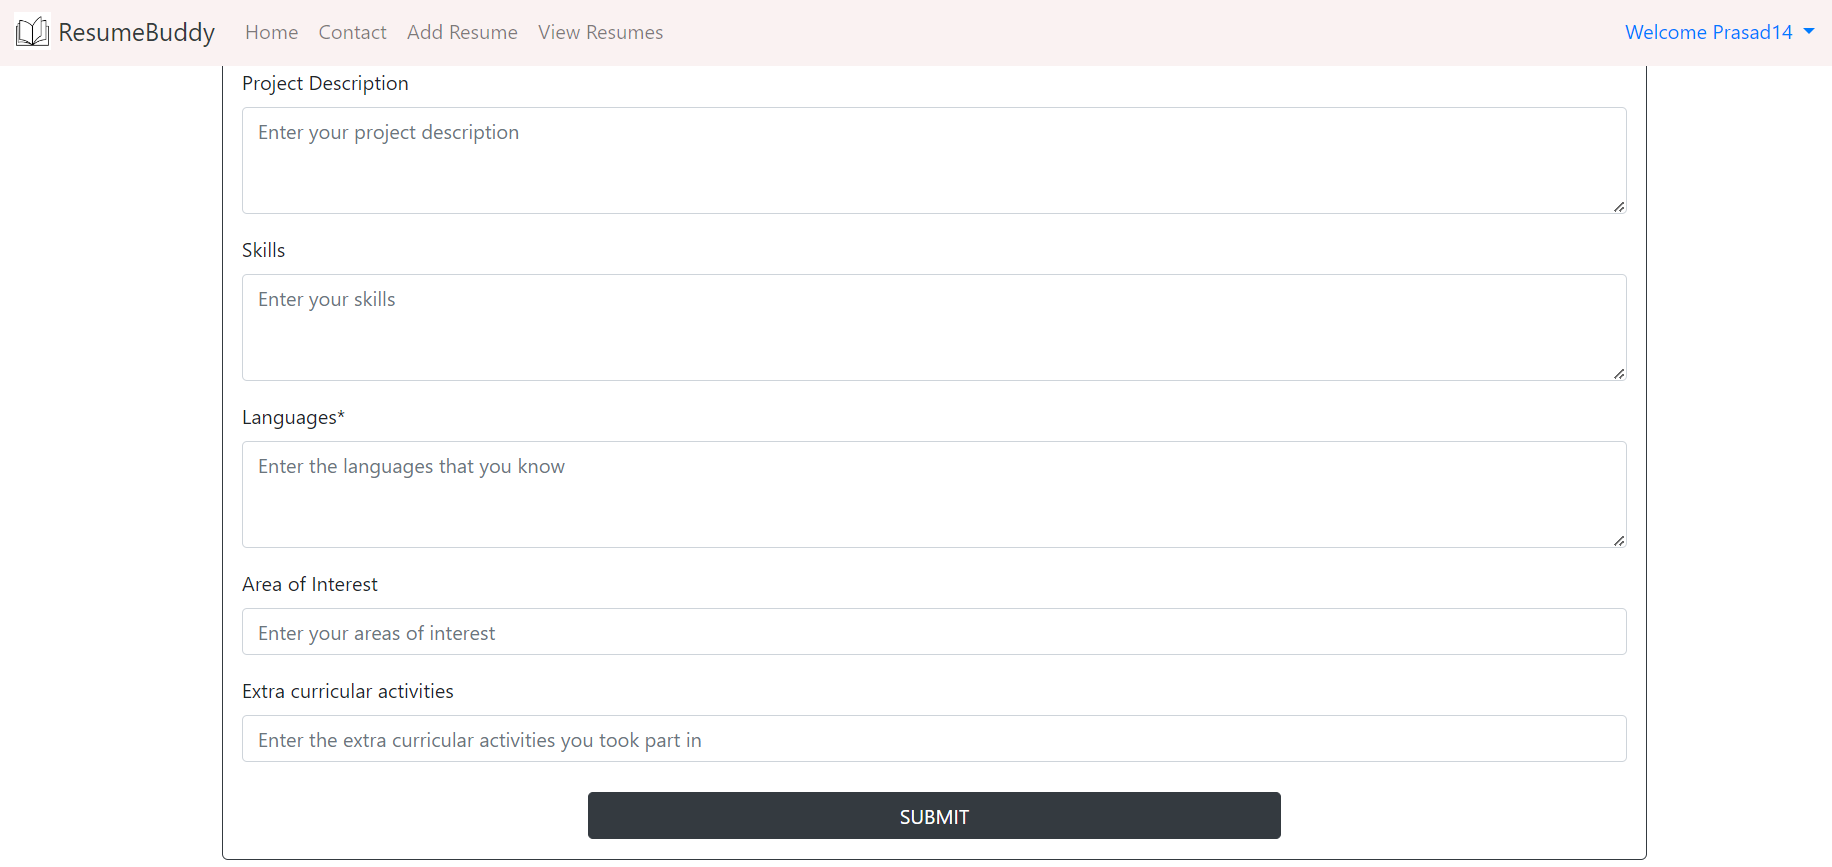 ResumeBuddy Home Contact Add Resume View Resumes Welcome Prasad14
Project Description
Enter your project description
Skills
Enter your skills
Languages*
Enter the languages that you know
Area of Interest
Enter your areas of interest
Extra curricular activities
Enter the extra curricular activities you took part in
SUBMIT